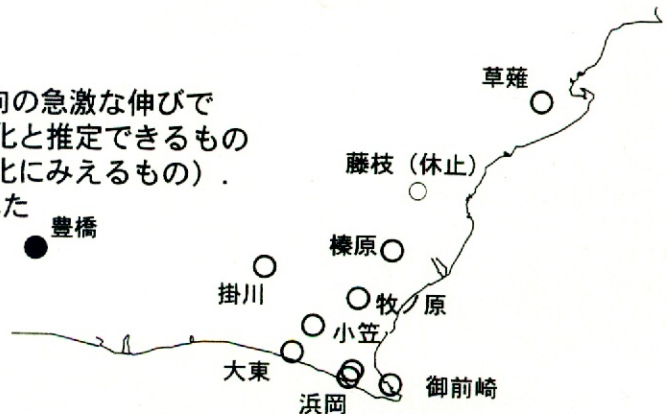 草薙
向の急激な伸びで
化と推定できるもの
化にみえるもの）．
た
藤枝（休止）
豊橋
榛原
掛川
牧ノ原
小笠
大東
御前崎
浜岡